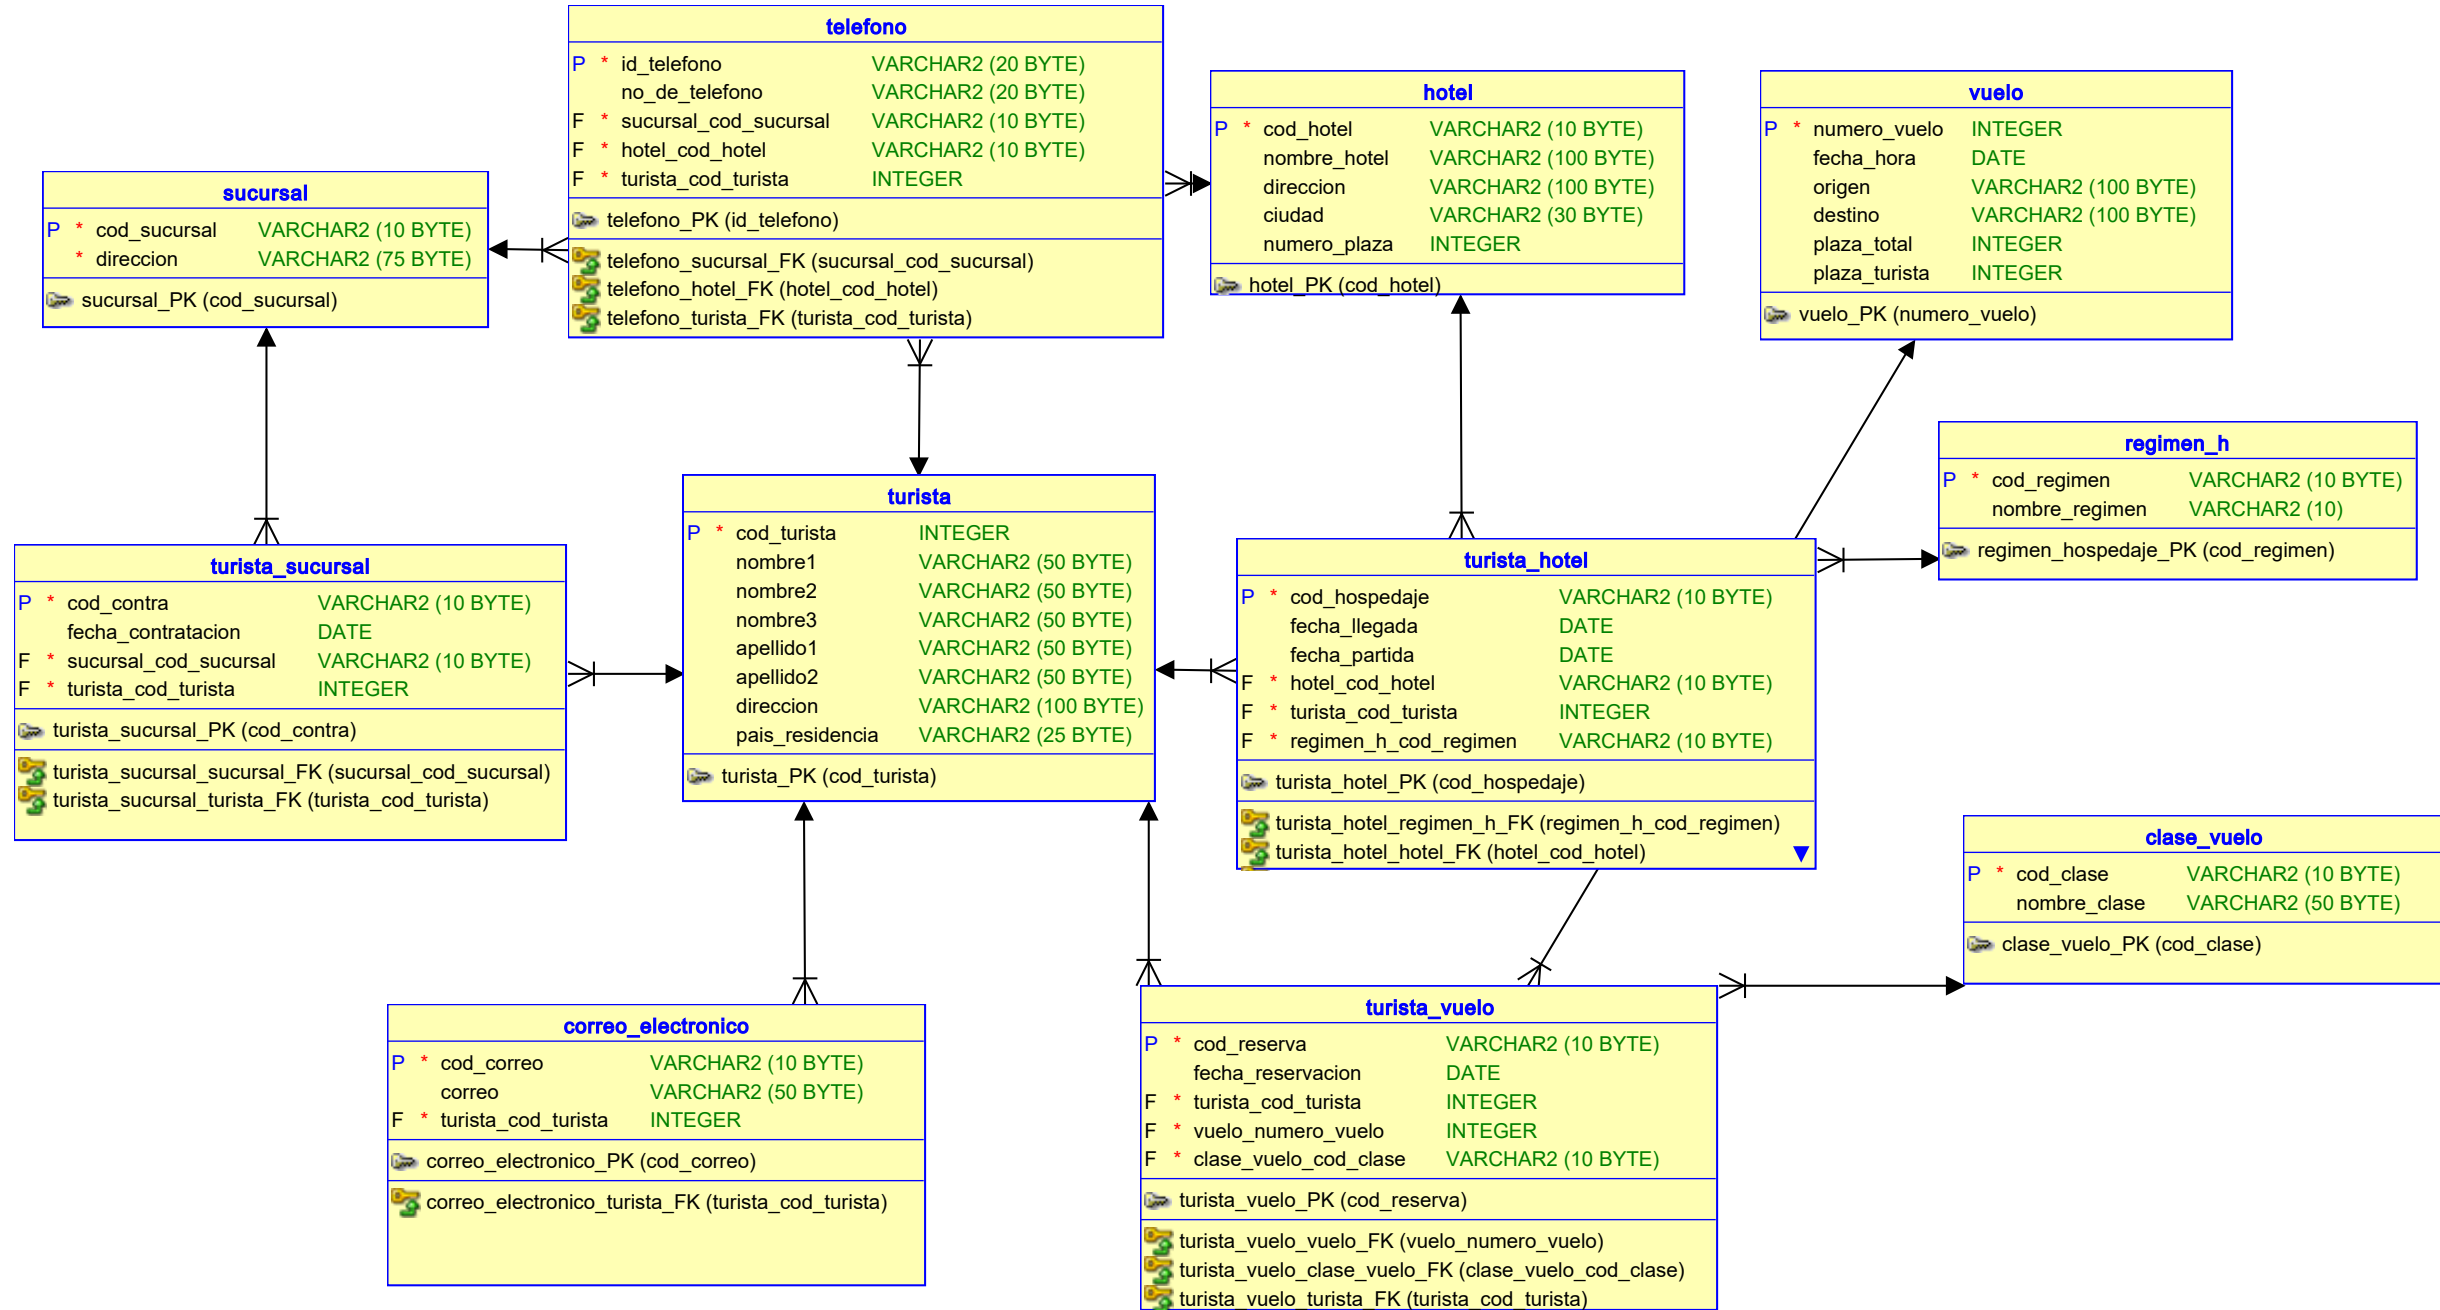 telefono
P * id_telefono VARCHAR2 (20 BYTE)
no_de_telefono VARCHAR2 (20 BYTE)
F * sucursal_cod_sucursal VARCHAR2 (10 BYTE)
F * hotel_cod_hotel VARCHAR2 (10 BYTE)
F * turista_cod_turista INTEGER
telefono_PK (id_telefono)
telefono_sucursal_FK (sucursal_cod_sucursal)
telefono_hotel_FK (hotel_cod_hotel)
telefono_turista_FK (turista_cod_turista)
hotel
P * cod_hotel VARCHAR2 (10 BYTE)
nombre_hotel VARCHAR2 (100 BYTE)
direccion VARCHAR2 (100 BYTE)
ciudad VARCHAR2 (30 BYTE)
numero_plaza INTEGER
hotel_PK (cod_hotel)
vuelo
P * numero_vuelo INTEGER
fecha_hora DATE
origen VARCHAR2 (100 BYTE)
destino VARCHAR2 (100 BYTE)
plaza_total INTEGER
plaza_turista INTEGER
vuelo_PK (numero_vuelo)
sucursal
P * cod_sucursal VARCHAR2 (10 BYTE)
* direccion VARCHAR2 (75 BYTE)
sucursal_PK (cod_sucursal)
regimen_h
P * cod_regimen VARCHAR2 (10 BYTE)
nombre_regimen VARCHAR2 (10)
regimen_hospedaje_PK (cod_regimen)
turista
P * cod_turista INTEGER
nombre1 VARCHAR2 (50 BYTE)
nombre2 VARCHAR2 (50 BYTE)
nombre3 VARCHAR2 (50 BYTE)
apellido1 VARCHAR2 (50 BYTE)
apellido2 VARCHAR2 (50 BYTE)
direccion VARCHAR2 (100 BYTE)
pais_residencia VARCHAR2 (25 BYTE)
turista_PK (cod_turista)
turista_sucursal
P * cod_contra VARCHAR2 (10 BYTE)
fecha_contratacion DATE
F * sucursal_cod_sucursal VARCHAR2 (10 BYTE)
F * turista_cod_turista INTEGER
turista_sucursal_PK (cod_contra)
turista_sucursal_sucursal_FK (sucursal_cod_sucursal)
turista_sucursal_turista_FK (turista_cod_turista)
turista_hotel
P * cod_hospedaje VARCHAR2 (10 BYTE)
fecha_llegada DATE
fecha_partida DATE
F * hotel_cod_hotel VARCHAR2 (10 BYTE)
F * turista_cod_turista INTEGER
F * regimen_h_cod_regimen VARCHAR2 (10 BYTE)
turista_hotel_PK (cod_hospedaje)
turista_hotel_regimen_h_FK (regimen_h_cod_regimen)
turista_hotel_hotel_FK (hotel_cod_hotel)
clase_vuelo
P * cod_clase VARCHAR2 (10 BYTE)
nombre_clase VARCHAR2 (50 BYTE)
clase_vuelo_PK (cod_clase)
correo_electronico
P * cod_correo VARCHAR2 (10 BYTE)
correo VARCHAR2 (50 BYTE)
F * turista_cod_turista INTEGER
correo_electronico_PK (cod_correo)
correo_electronico_turista_FK (turista_cod_turista)
turista_vuelo
P * cod_reserva VARCHAR2 (10 BYTE)
fecha_reservacion DATE
F * turista_cod_turista INTEGER
F * vuelo_numero_vuelo INTEGER
F * clase_vuelo_cod_clase VARCHAR2 (10 BYTE)
turista_vuelo_PK (cod_reserva)
turista_vuelo_vuelo_FK (vuelo_numero_vuelo)
turista_vuelo_clase_vuelo_FK (clase_vuelo_cod_clase)
turista_vuelo_turista_FK (turista_cod_turista)